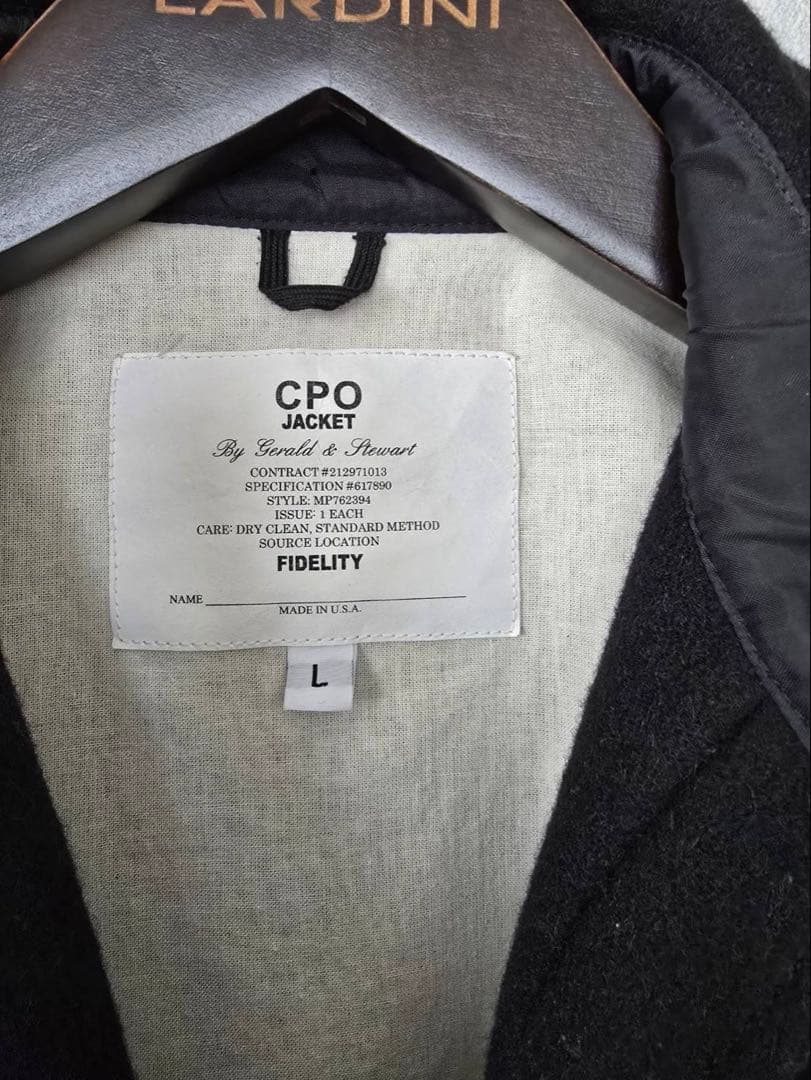 LARDINI
CPO
JACKET
By Gerald & Stewart
CONTRACT #212971013
SPECIFICATION #617890
STYLE: MP762394
ISSUE: 1 EACH
CARE: DRY CLEAN, STANDARD METHOD
SOURCE LOCATION
FIDELITY
NAME
MADE IN U.S.A.
L